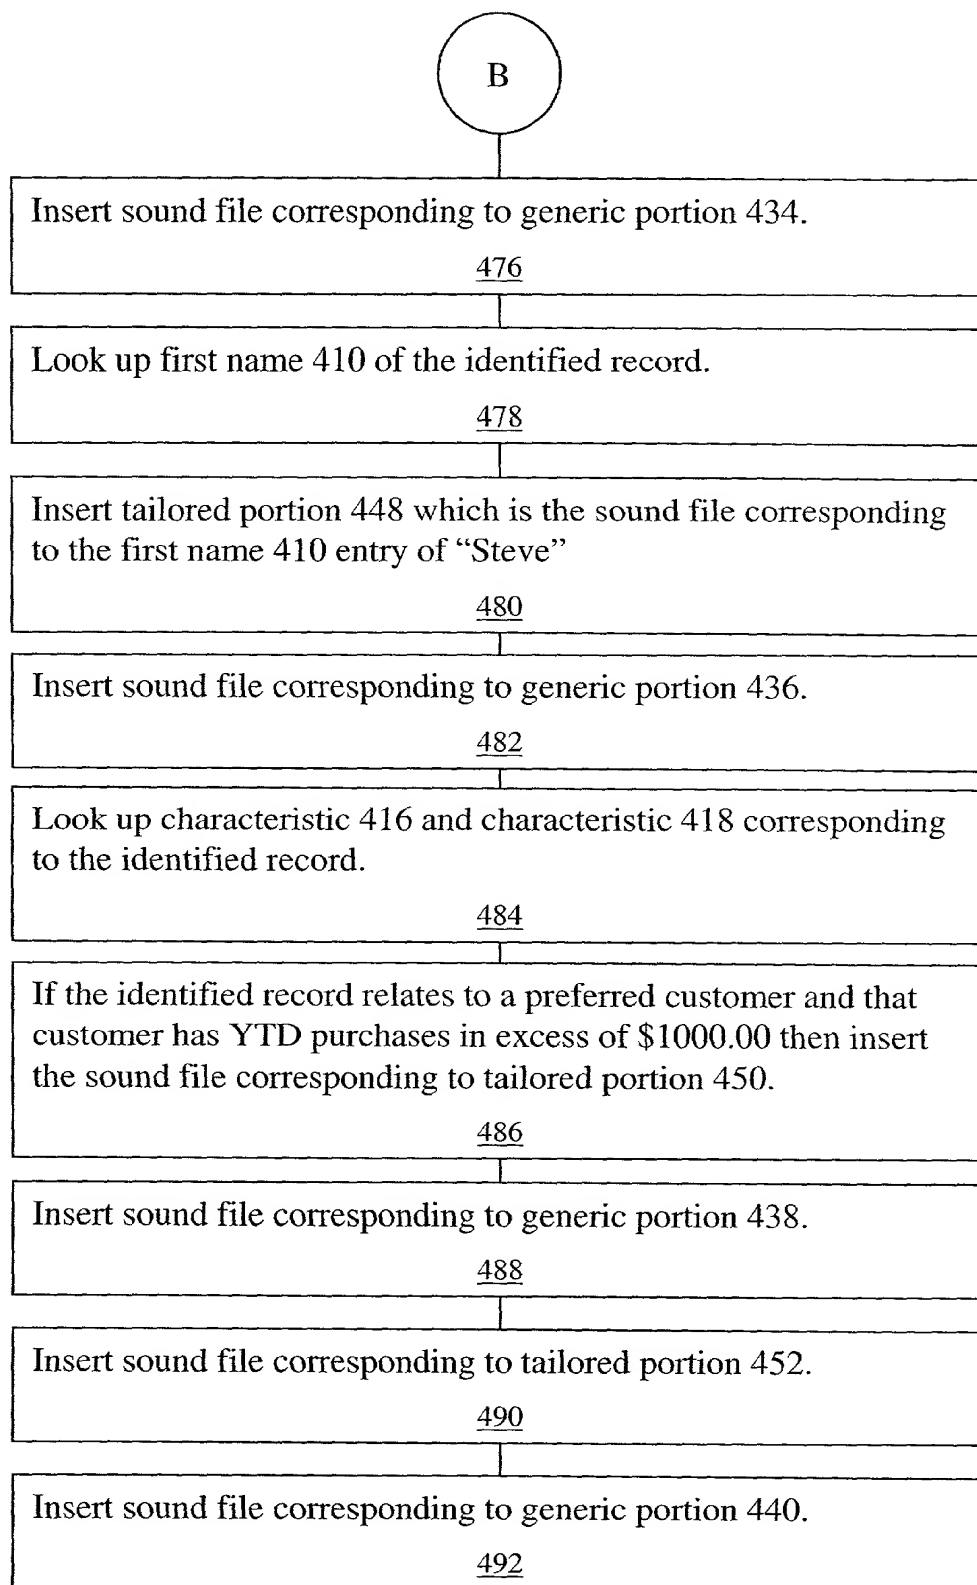 B
Insert sound file corresponding to generic portion 434.
476
Look up first name 410 of the identified record.
478
Insert tailored portion 448 which is the sound file corresponding
to the first name 410 entry of “Steve”
480
Insert sound file corresponding to generic portion 436.
482
Look up characteristic 416 and characteristic 418 corresponding
to the identified record.
484
If the identified record relates to a preferred customer and that
customer has YTD purchases in excess of $1000.00 then insert
the sound file corresponding to tailored portion 450.
486
Insert sound file corresponding to generic portion 438.
488
Insert sound file corresponding to tailored portion 452.
490
Insert sound file corresponding to generic portion 440.
492